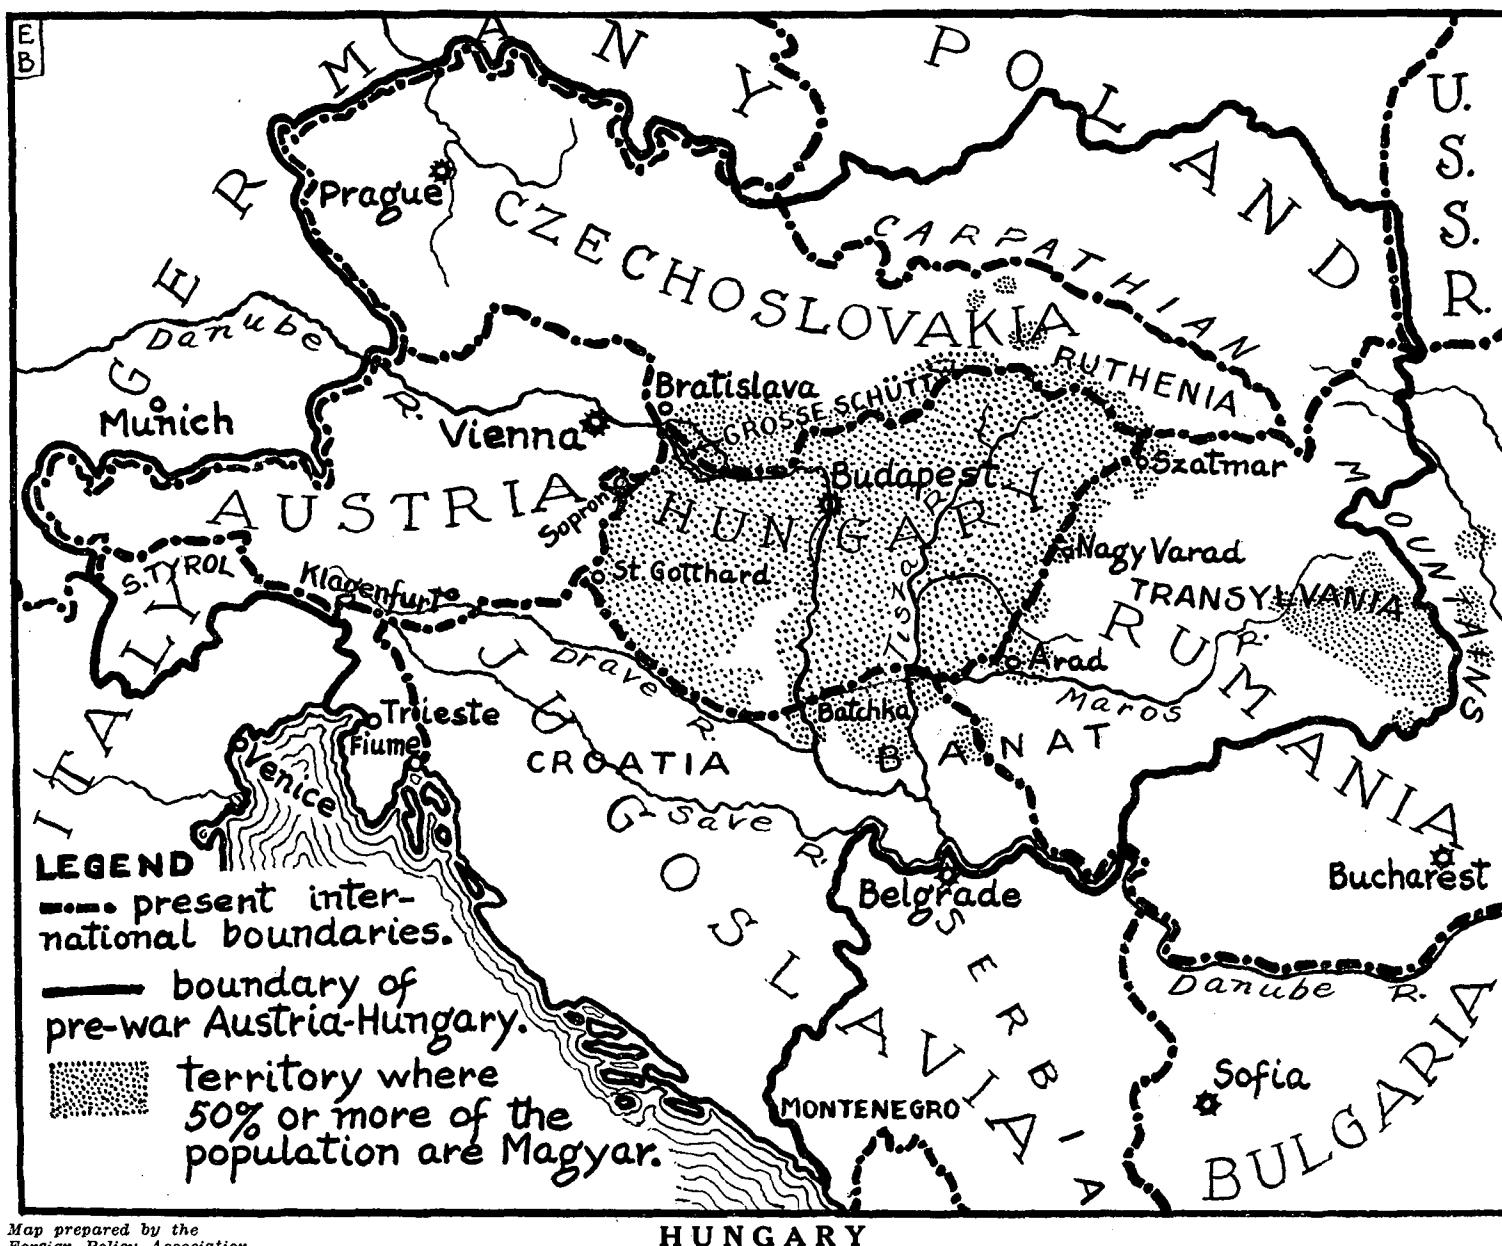 E
B
GERMANY
POLAND
U.S.S.R.
Prague
CZECHOSLOVAKIA
CARPATHIAN
MOUNTAINS
Danube
R.
RUTHENIA
Munich
Bratislava
GROSSE SCHÜTT
Vienna
Szatmar
Budapest
AUSTRIA
Sopron
HUNGARY
Tisza R.
Nagy Varad
S. TYROL
Klagenfurt
St. Gotthard
TRANSYLVANIA
RUMANIA
ITALY
Drave
R.
Arad
Maros
R.
Trieste
Fiume
Venice
Batchka
BANAT
CROATIA
JUGOSLAVIA
Save
R.
Belgrade
Bucharest
SERBIA
Danube R.
MONTENEGRO
Sofia
BULGARIA
LEGEND
present inter-
national boundaries.
boundary of
pre-war Austria-Hungary.
territory where
50% or more of the
population are Magyar.
Map prepared by the
Foreign Policy Association
HUNGARY